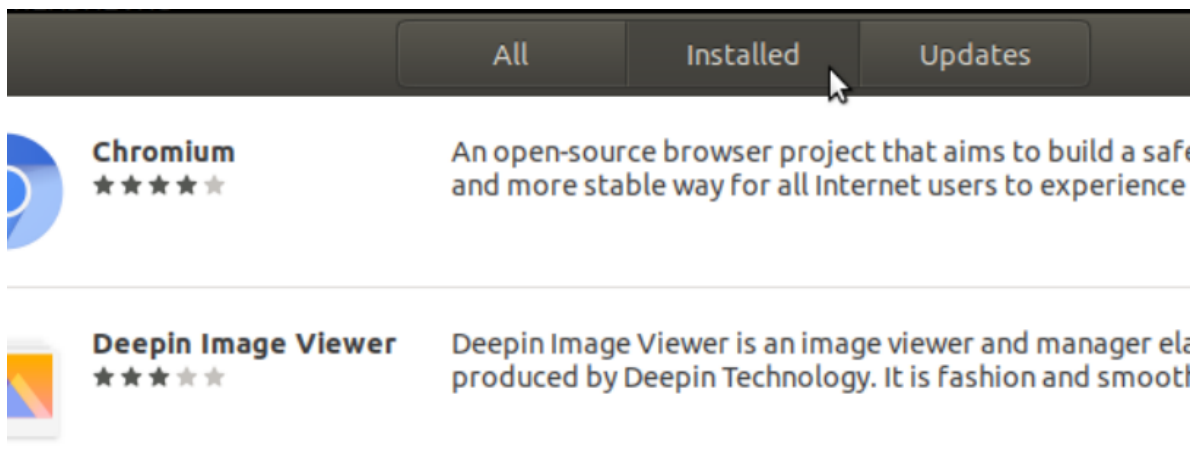 All Installed Updates
Chromium
An open-source browser project that aims to build a safe
and more stable way for all Internet users to experience
Deepin Image Viewer
Deepin Image Viewer is an image viewer and manager ela
produced by Deepin Technology. It is fashion and smooth